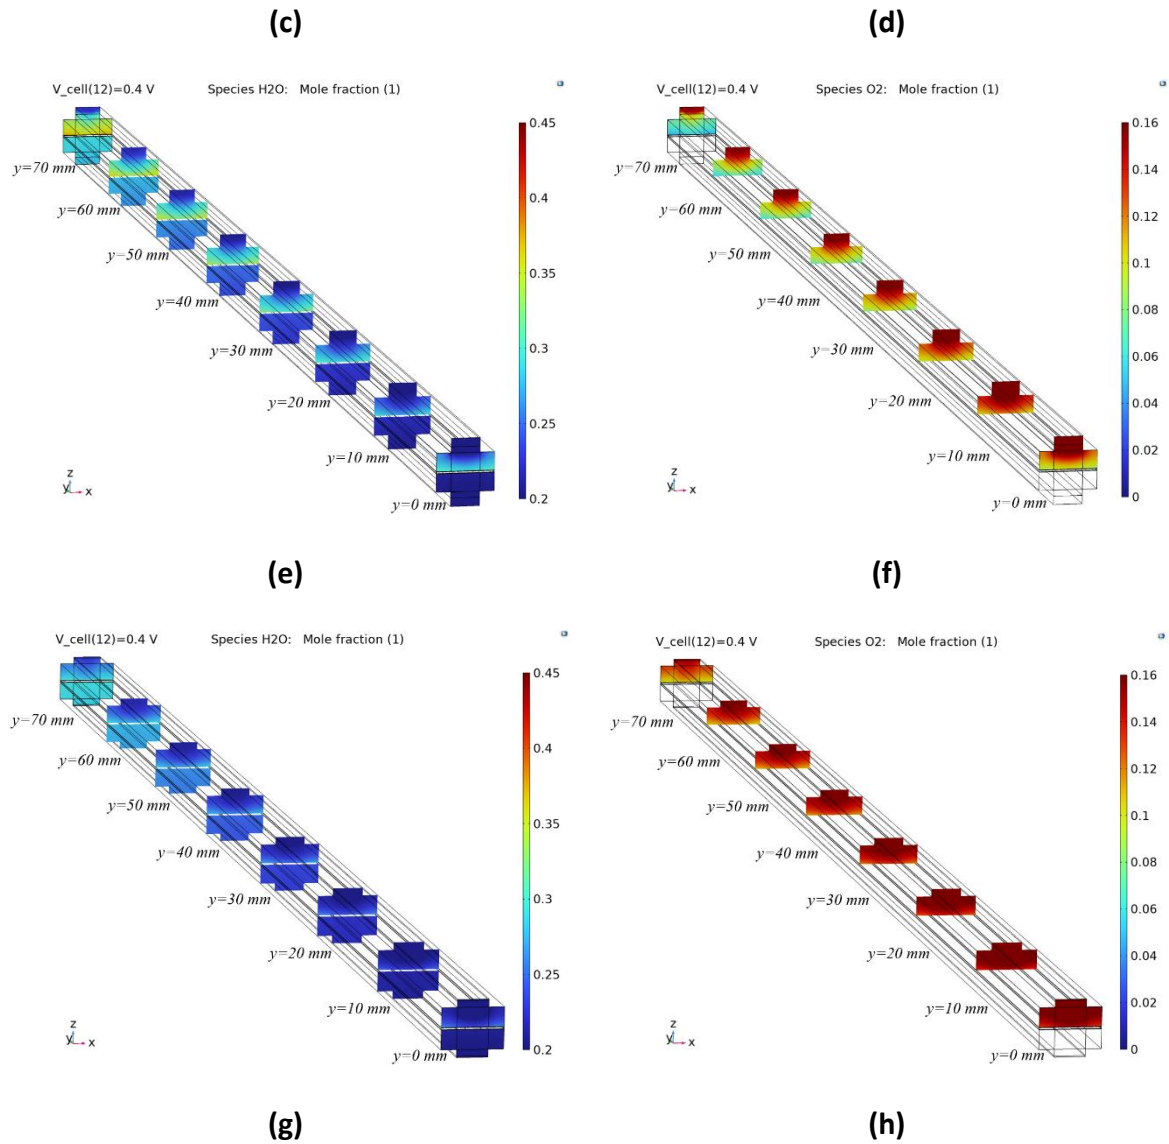 (c)
(d)
V_cell(12)=0.4 V Species H2O: Mole fraction (1)
y=70 mm
y=60 mm
y=50 mm
y=40 mm
y=30 mm
y=20 mm
y=10 mm
y=0 mm
z
y
x
0.45
0.4
0.35
0.3
0.25
0.2
V_cell(12)=0.4 V Species O2: Mole fraction (1)
y=70 mm
y=60 mm
y=50 mm
y=40 mm
y=30 mm
y=20 mm
y=10 mm
y=0 mm
z
y
x
0.16
0.14
0.12
0.1
0.08
0.06
0.04
0.02
0
(e)
(f)
V_cell(12)=0.4 V Species H2O: Mole fraction (1)
y=70 mm
y=60 mm
y=50 mm
y=40 mm
y=30 mm
y=20 mm
y=10 mm
y=0 mm
z
y
x
0.45
0.4
0.35
0.3
0.25
0.2
V_cell(12)=0.4 V Species O2: Mole fraction (1)
y=70 mm
y=60 mm
y=50 mm
y=40 mm
y=30 mm
y=20 mm
y=10 mm
y=0 mm
z
y
x
0.16
0.14
0.12
0.1
0.08
0.06
0.04
0.02
0
(g)
(h)